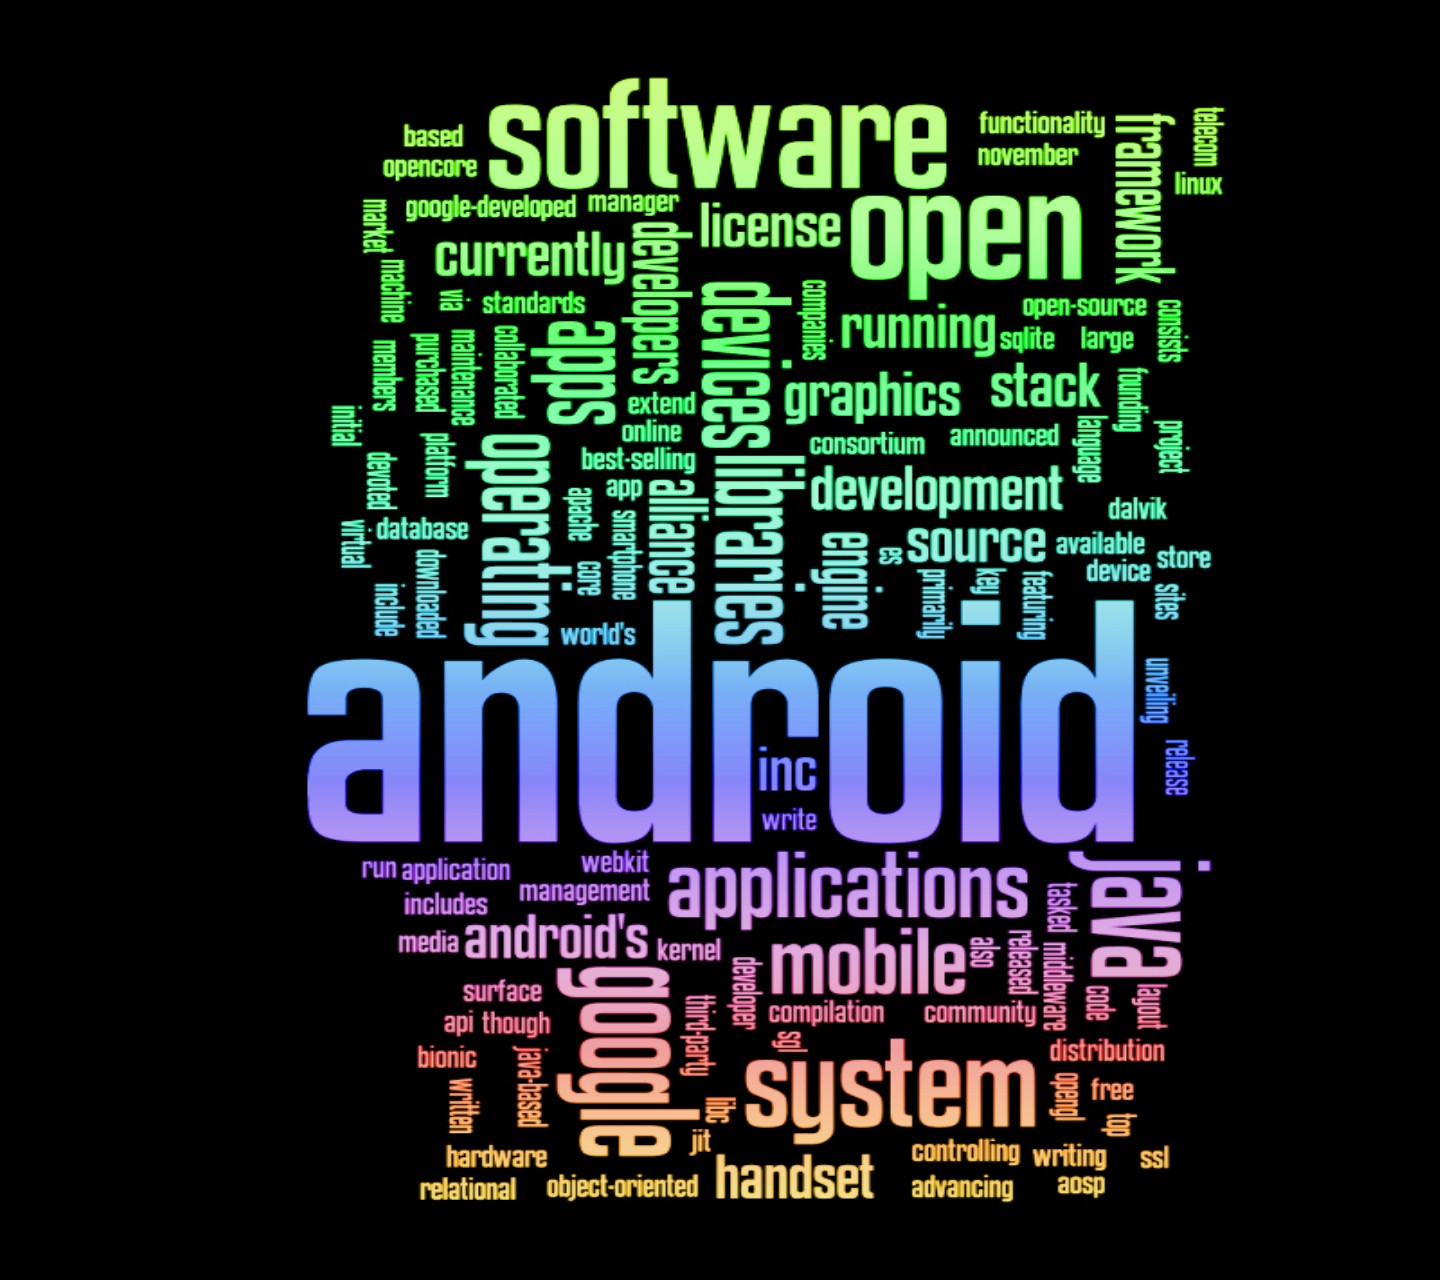 software
based
opencore
functionality
november
framework
telecom
linux
market
google-developed
manager
license
open
currently
developers
machine
via
standards
devices
companies
running
open-source
sqlite
large
consists
members
purchased
maintenance
collaborated
apps
extend
online
graphics
stack
founding
initial
platform
operating
best-selling
consortium
announced
language
project
devoted
app
alliance
libraries
development
dalvik
virtual
database
apache
smartphone
engine
es
source
available
device
store
include
downloaded
core
primarily
key
featuring
sites
world's
android
unveiling
inc
release
write
run
application
webkit
applications
java
includes
management
tasked
media
android's
kernel
mobile
also
released
middleware
surface
google
developer
code
layout
api
though
third-party
compilation
community
bionic
java-based
sql
system
distribution
written
libc
opengl
free
top
jit
hardware
controlling
writing
ssl
relational
object-oriented
handset
advancing
aosp